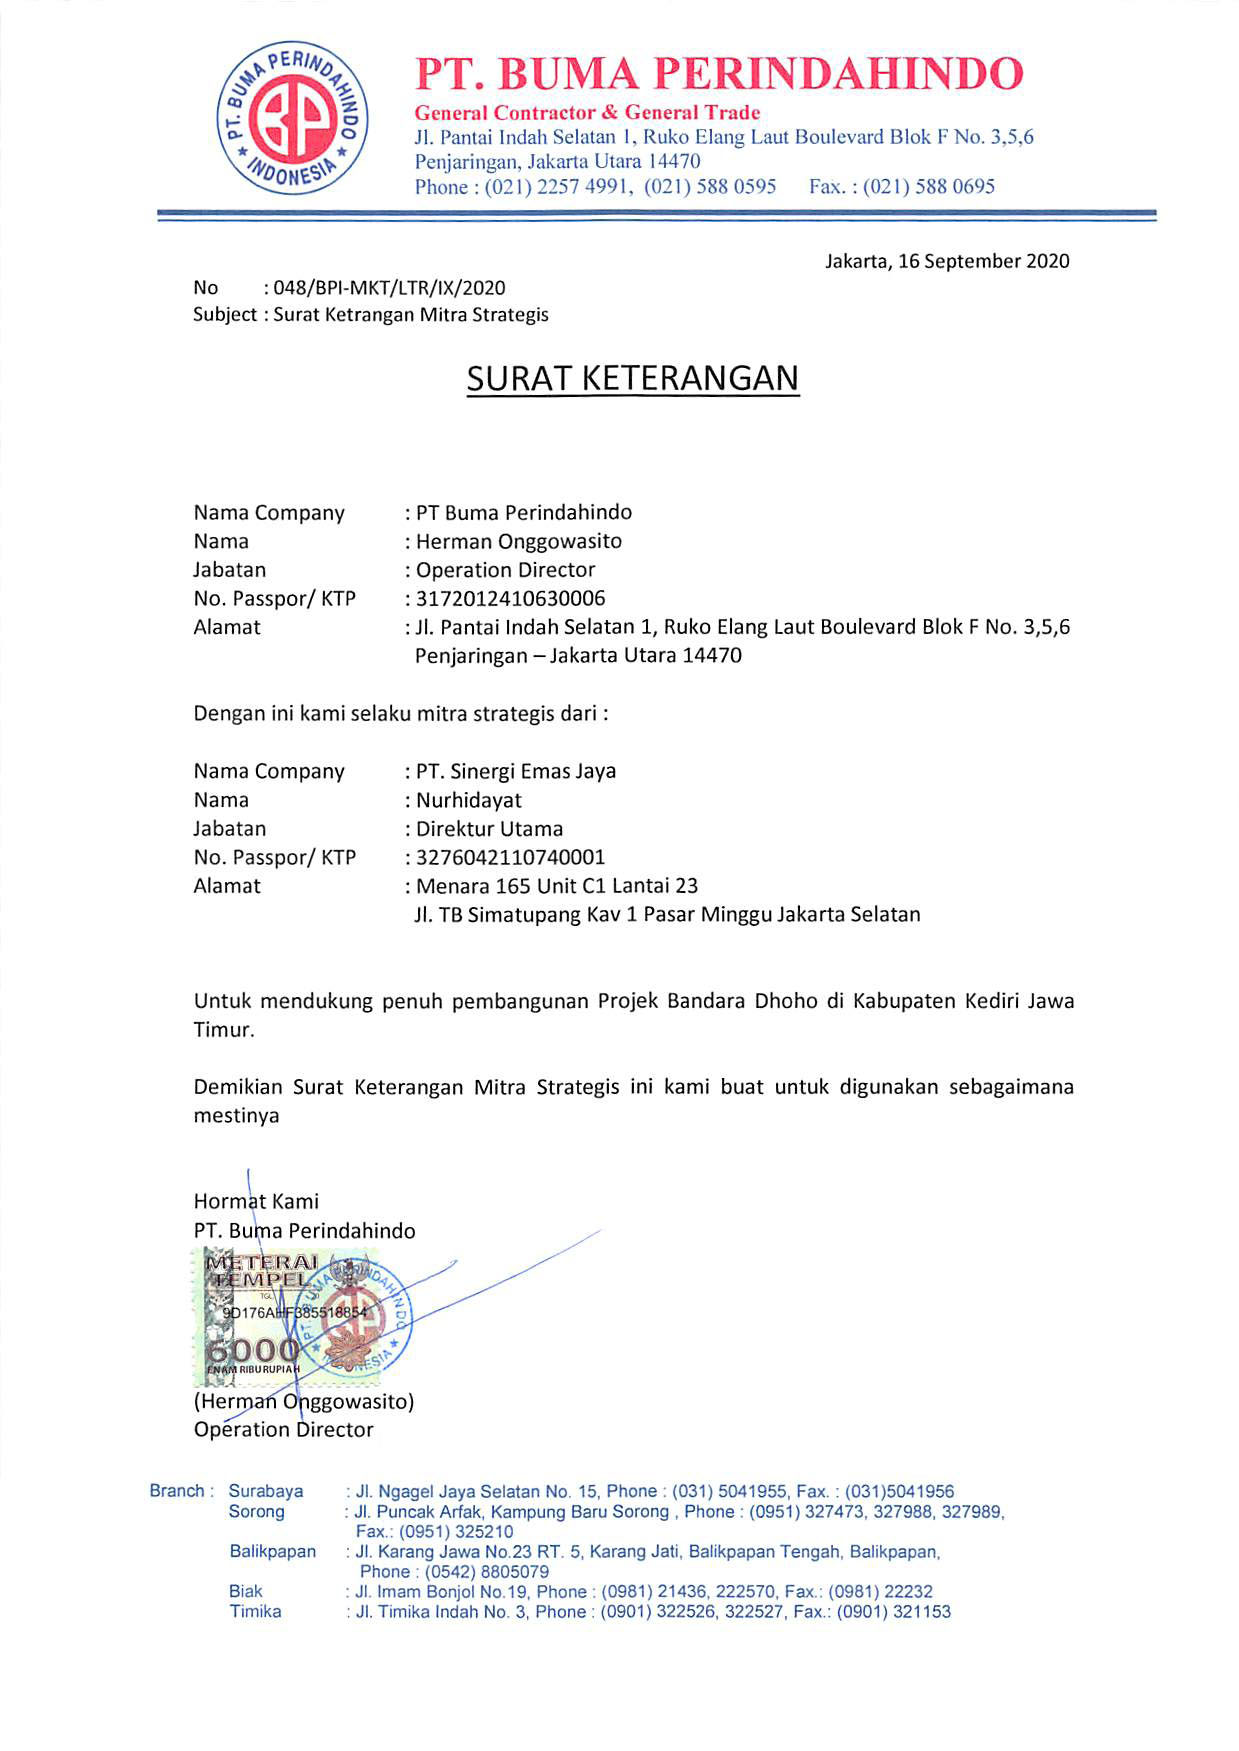 PT. BUMA PERINDAHINDO
★ INDONESIA ★
BP
PT. BUMA PERINDAHINDO
General Contractor & General Trade
Jl. Pantai Indah Selatan 1, Ruko Elang Laut Boulevard Blok F No. 3,5,6
Penjaringan, Jakarta Utara 14470
Phone : (021) 2257 4991, (021) 588 0595 Fax. : (021) 588 0695
Jakarta, 16 September 2020
No : 048/BPI-MKT/LTR/IX/2020
Subject : Surat Ketrangan Mitra Strategis
SURAT KETERANGAN
Nama Company : PT Buma Perindahindo
Nama : Herman Onggowasito
Jabatan : Operation Director
No. Passpor/ KTP : 3172012410630006
Alamat : Jl. Pantai Indah Selatan 1, Ruko Elang Laut Boulevard Blok F No. 3,5,6
Penjaringan – Jakarta Utara 14470
Dengan ini kami selaku mitra strategis dari :
Nama Company : PT. Sinergi Emas Jaya
Nama : Nurhidayat
Jabatan : Direktur Utama
No. Passpor/ KTP : 3276042110740001
Alamat : Menara 165 Unit C1 Lantai 23
Jl. TB Simatupang Kav 1 Pasar Minggu Jakarta Selatan
Untuk mendukung penuh pembangunan Projek Bandara Dhoho di Kabupaten Kediri Jawa
Timur.
Demikian Surat Keterangan Mitra Strategis ini kami buat untuk digunakan sebagaimana
mestinya
Hormat Kami
PT. Buma Perindahindo
METERAI
TEMPEL
TGL
9D176AHF385518854
6000
ENAM RIBU RUPIAH
PT. BUMA PERINDAHINDO
★ INDONESIA ★
BP
(Herman Onggowasito)
Operation Director
Branch : Surabaya : Jl. Ngagel Jaya Selatan No. 15, Phone : (031) 5041955, Fax. : (031)5041956
Sorong : Jl. Puncak Arfak, Kampung Baru Sorong , Phone : (0951) 327473, 327988, 327989,
Fax.: (0951) 325210
Balikpapan : Jl. Karang Jawa No.23 RT. 5, Karang Jati, Balikpapan Tengah, Balikpapan,
Phone : (0542) 8805079
Biak : Jl. Imam Bonjol No.19, Phone : (0981) 21436, 222570, Fax.: (0981) 22232
Timika : Jl. Timika Indah No. 3, Phone : (0901) 322526, 322527, Fax.: (0901) 321153